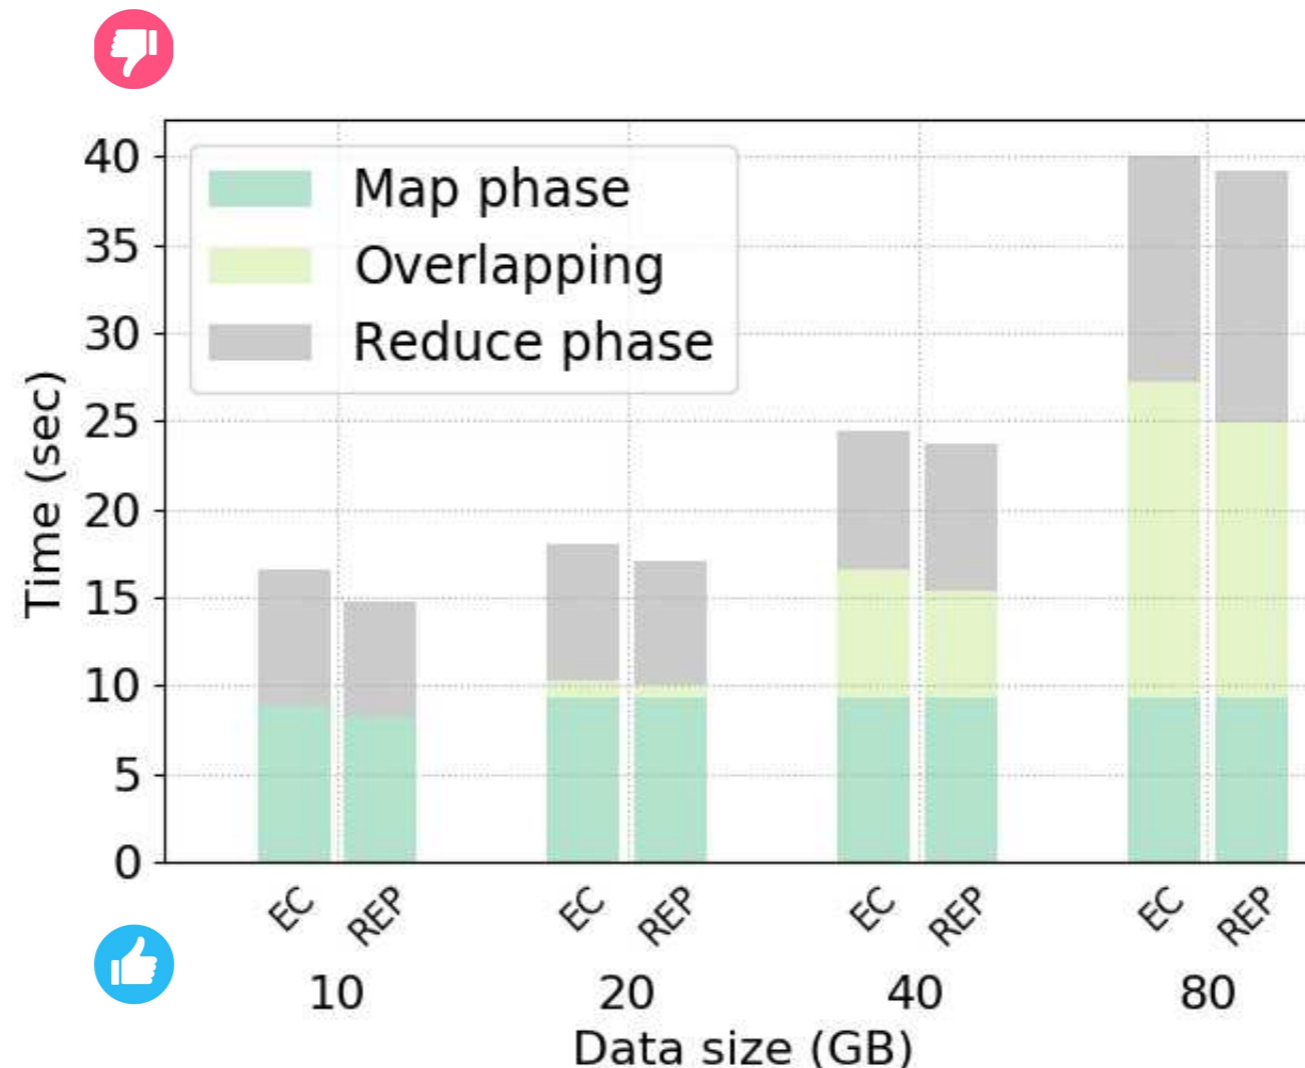 40
35
30
25
20
15
10
5
0
Time (sec)
Map phase
Overlapping
Reduce phase
EC REP EC REP EC REP EC REP
10 20 40 80
Data size (GB)